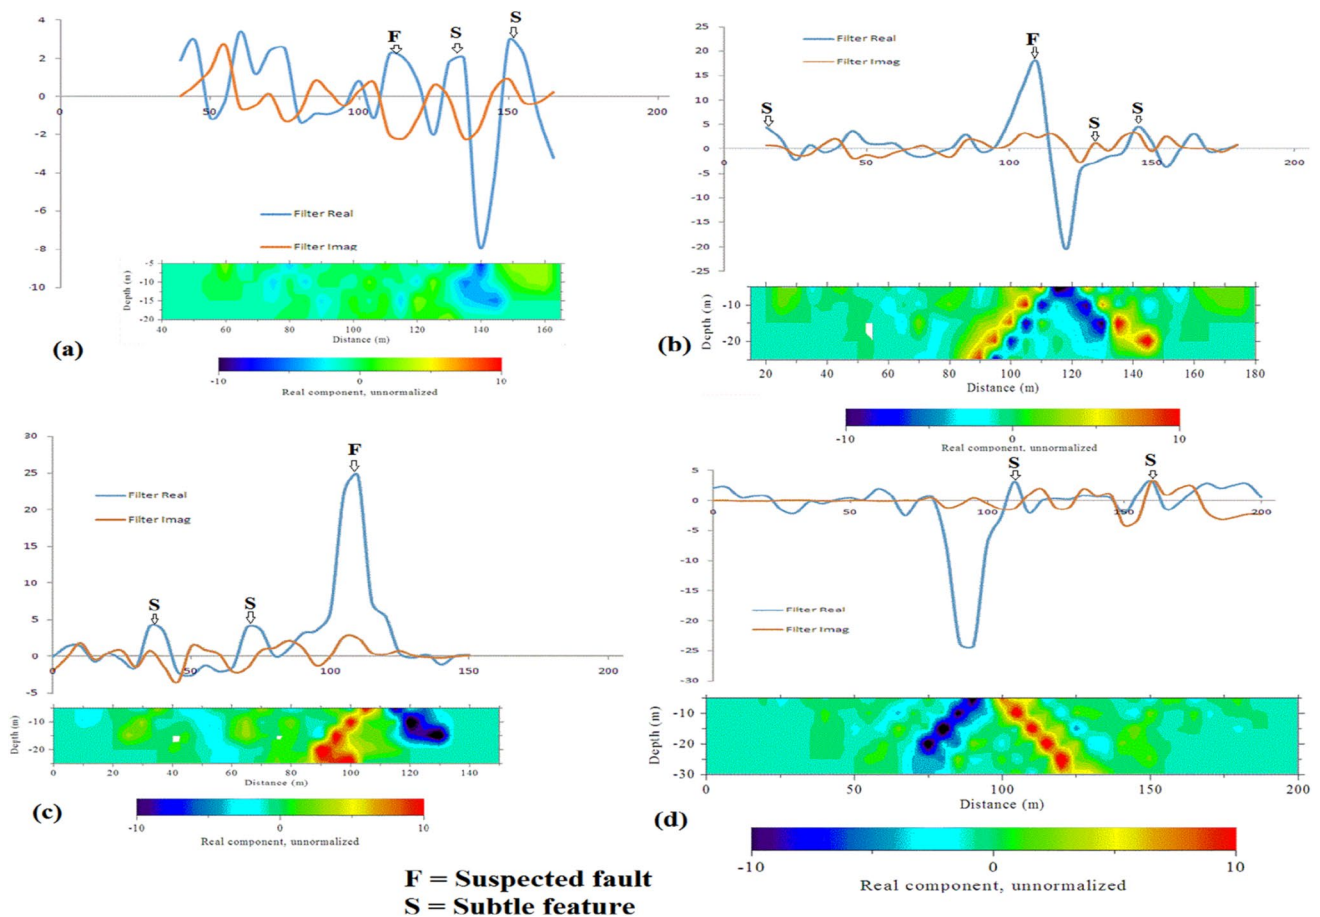 4
2
0
-2
-4
-6
-8
-10
0
50
100
150
200
F
S
S
Filter Real
Filter Imag
Depth (m)
-5
-10
-15
-20
40
60
80
100
120
140
160
Distance (m)
(a)
-10
0
10
Real component, unnormalized
25
20
15
10
5
0
-5
-10
-15
-20
-25
0
50
100
150
200
Filter Real
Filter Imag
S
F
S
S
Depth (m)
-10
-20
20
40
60
80
100
120
140
160
180
Distance (m)
(b)
-10
0
10
Real component, unnormalized
30
25
20
15
10
5
0
-5
50
100
150
200
Filter Real
Filter Imag
S
S
F
Depth (m)
-10
-20
0
20
40
60
80
100
120
140
Distance (m)
(c)
-10
0
10
Real component, unnormalized
5
0
-5
-10
-15
-20
-25
-30
0
50
100
150
200
S
S
Filter Real
Filter Imag
Depth (m)
-10
-20
-30
0
50
100
150
200
Distance (m)
(d)
-10
0
10
Real component, unnormalized
F = Suspected fault
S = Subtle feature